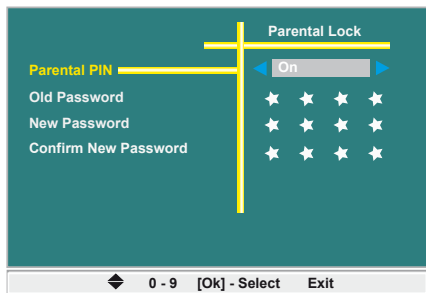 Parental Lock
Parental PIN On
Old Password
New Password
Confirm New Password
0 - 9 [Ok] - Select Exit